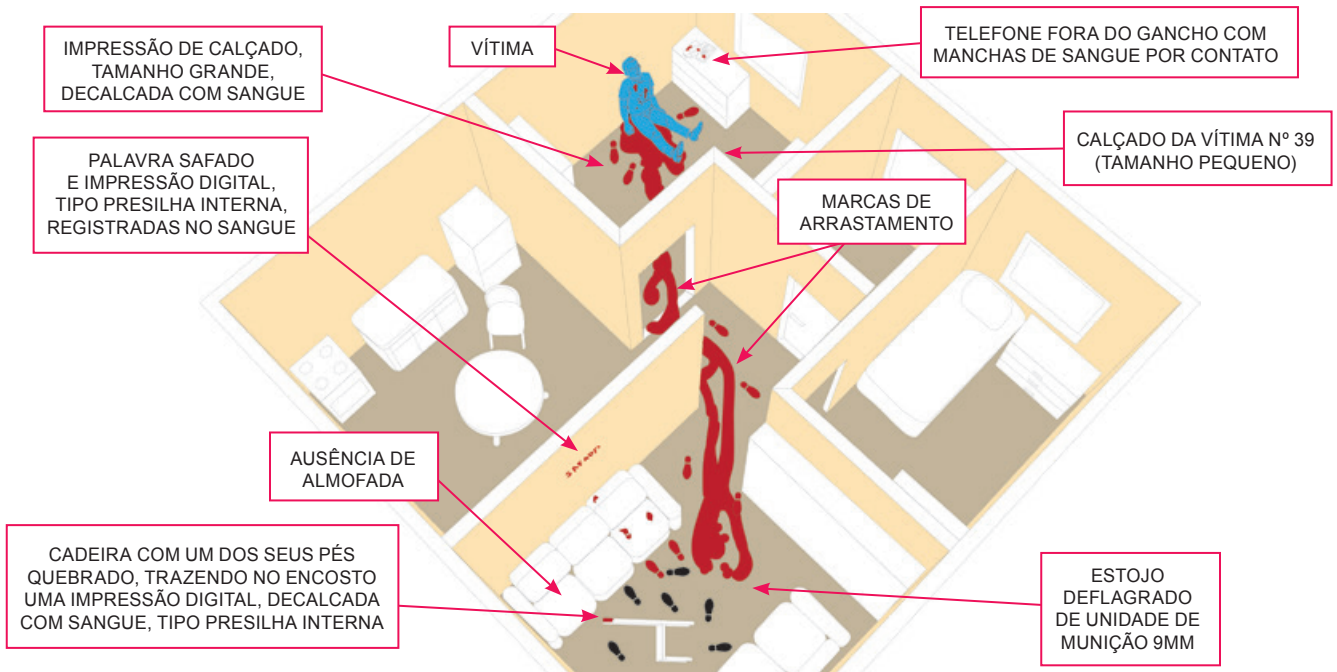 IMPRESSÃO DE CALÇADO,
TAMANHO GRANDE,
DECALCADA COM SANGUE
VÍTIMA
TELEFONE FORA DO GANCHO COM
MANCHAS DE SANGUE POR CONTATO
PALAVRA SAFADO
E IMPRESSÃO DIGITAL,
TIPO PRESILHA INTERNA,
REGISTRADAS NO SANGUE
CALÇADO DA VÍTIMA Nº 39
(TAMANHO PEQUENO)
MARCAS DE
ARRASTAMENTO
AUSÊNCIA DE
ALMOFADA
SAFADO
CADEIRA COM UM DOS SEUS PÉS
QUEBRADO, TRAZENDO NO ENCOSTO
UMA IMPRESSÃO DIGITAL, DECALCADA
COM SANGUE, TIPO PRESILHA INTERNA
ESTOJO
DEFLAGRADO
DE UNIDADE DE
MUNIÇÃO 9MM